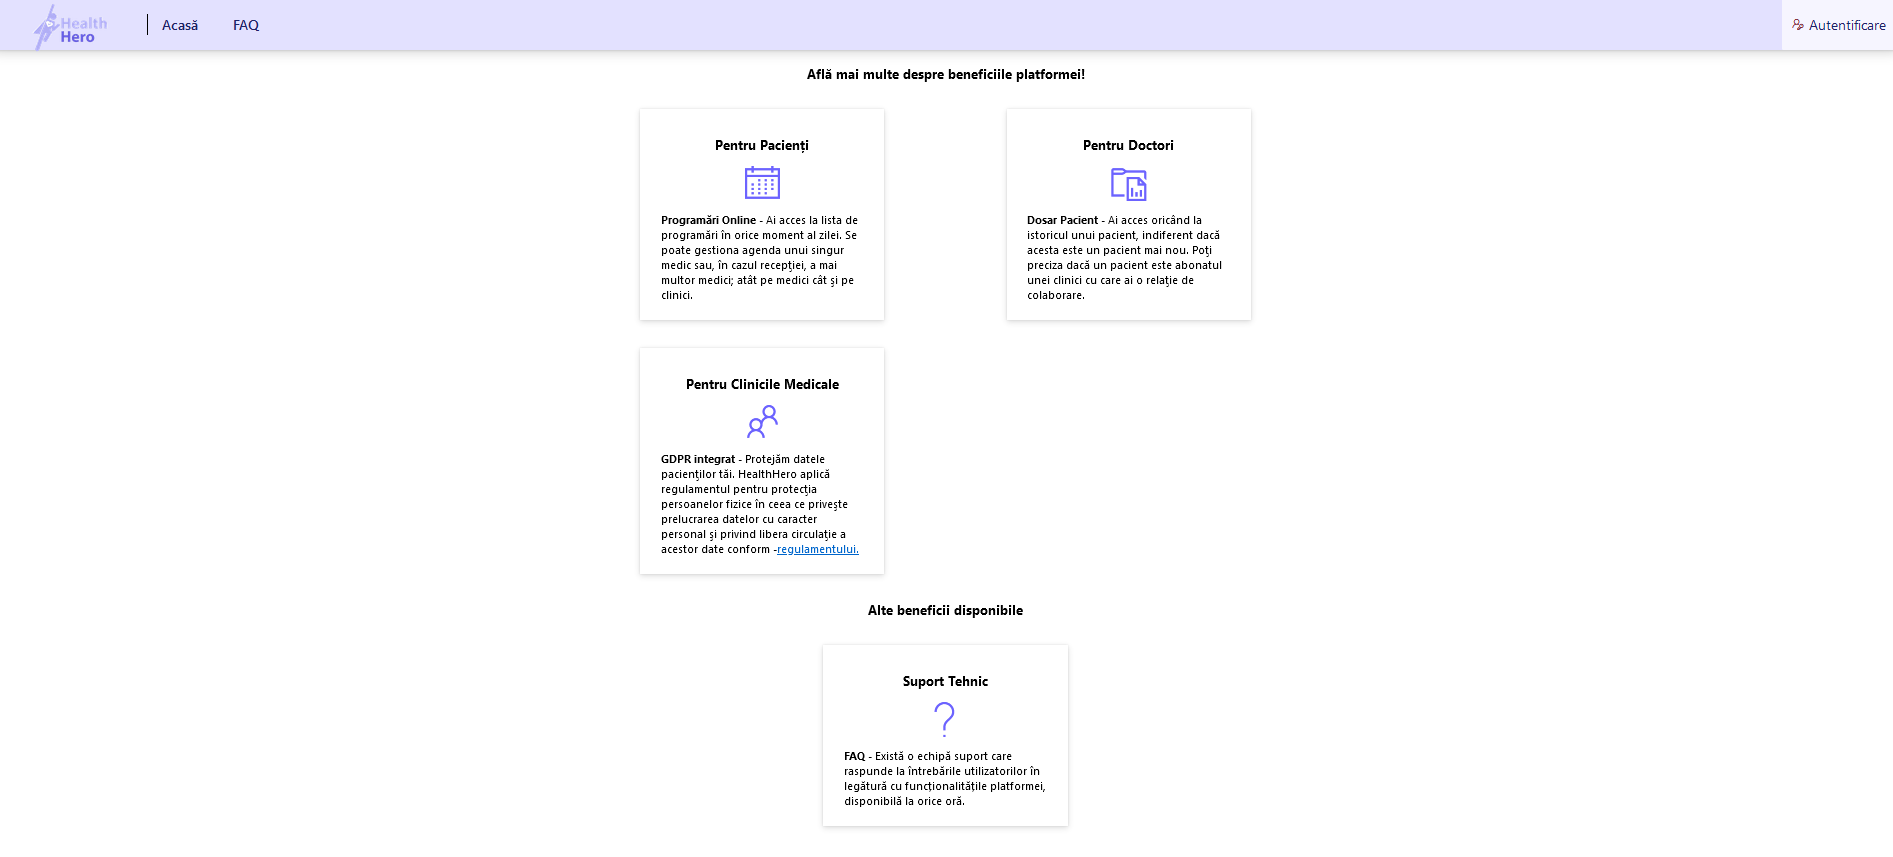 Health
Hero
Acasă
FAQ
Autentificare
Află mai multe despre beneficiile platformei!
Pentru Pacienți
Programări Online - Ai acces la lista de
programări în orice moment al zilei. Se
poate gestiona agenda unui singur
medic sau, în cazul recepției, a mai
multor medici; atât pe medici cât și pe
clinici.
Pentru Doctori
Dosar Pacient - Ai acces oricând la
istoricul unui pacient, indiferent dacă
acesta este un pacient mai nou. Poți
preciza dacă un pacient este abonatul
unei clinici cu care ai o relație de
colaborare.
Pentru Clinicile Medicale
GDPR integrat - Protejăm datele
pacienților tăi. HealthHero aplică
regulamentul pentru protecția
persoanelor fizice în ceea ce privește
prelucrarea datelor cu caracter
personal și privind libera circulație a
acestor date conform -regulamentului.
Alte beneficii disponibile
Suport Tehnic
FAQ - Există o echipă suport care
raspunde la întrebările utilizatorilor în
legătură cu funcționalitățile platformei,
disponibilă la orice oră.